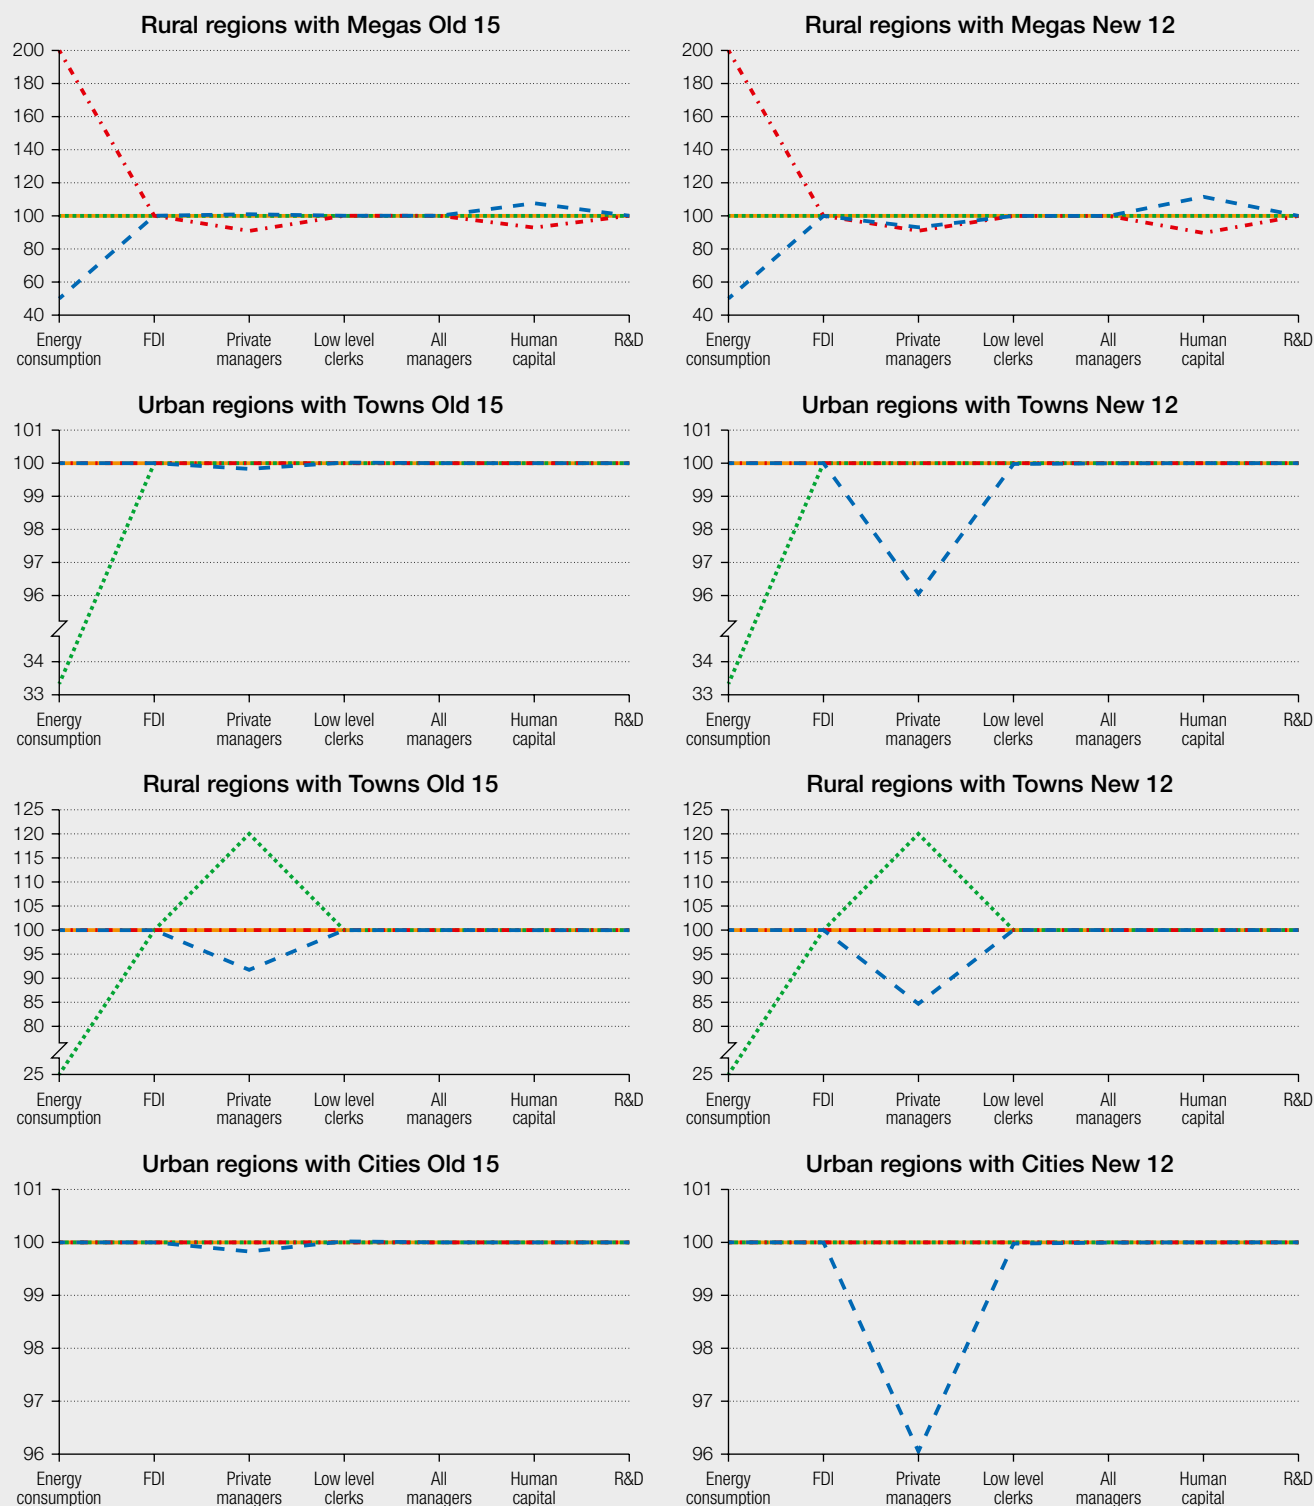 Rural regions with Megas Old 15
200
180
160
140
120
100
80
60
40
Energy
consumption
FDI
Private
managers
Low level
clerks
All
managers
Human
capital
R&D
Rural regions with Megas New 12
200
180
160
140
120
100
80
60
40
Energy
consumption
FDI
Private
managers
Low level
clerks
All
managers
Human
capital
R&D
Urban regions with Towns Old 15
101
100
99
98
97
96
34
33
Energy
consumption
FDI
Private
managers
Low level
clerks
All
managers
Human
capital
R&D
Urban regions with Towns New 12
101
100
99
98
97
96
34
33
Energy
consumption
FDI
Private
managers
Low level
clerks
All
managers
Human
capital
R&D
Rural regions with Towns Old 15
125
120
115
110
105
100
95
90
85
80
25
Energy
consumption
FDI
Private
managers
Low level
clerks
All
managers
Human
capital
R&D
Rural regions with Towns New 12
125
120
115
110
105
100
95
90
85
80
25
Energy
consumption
FDI
Private
managers
Low level
clerks
All
managers
Human
capital
R&D
Urban regions with Cities Old 15
101
100
99
98
97
96
Energy
consumption
FDI
Private
managers
Low level
clerks
All
managers
Human
capital
R&D
Urban regions with Cities New 12
101
100
99
98
97
96
Energy
consumption
FDI
Private
managers
Low level
clerks
All
managers
Human
capital
R&D